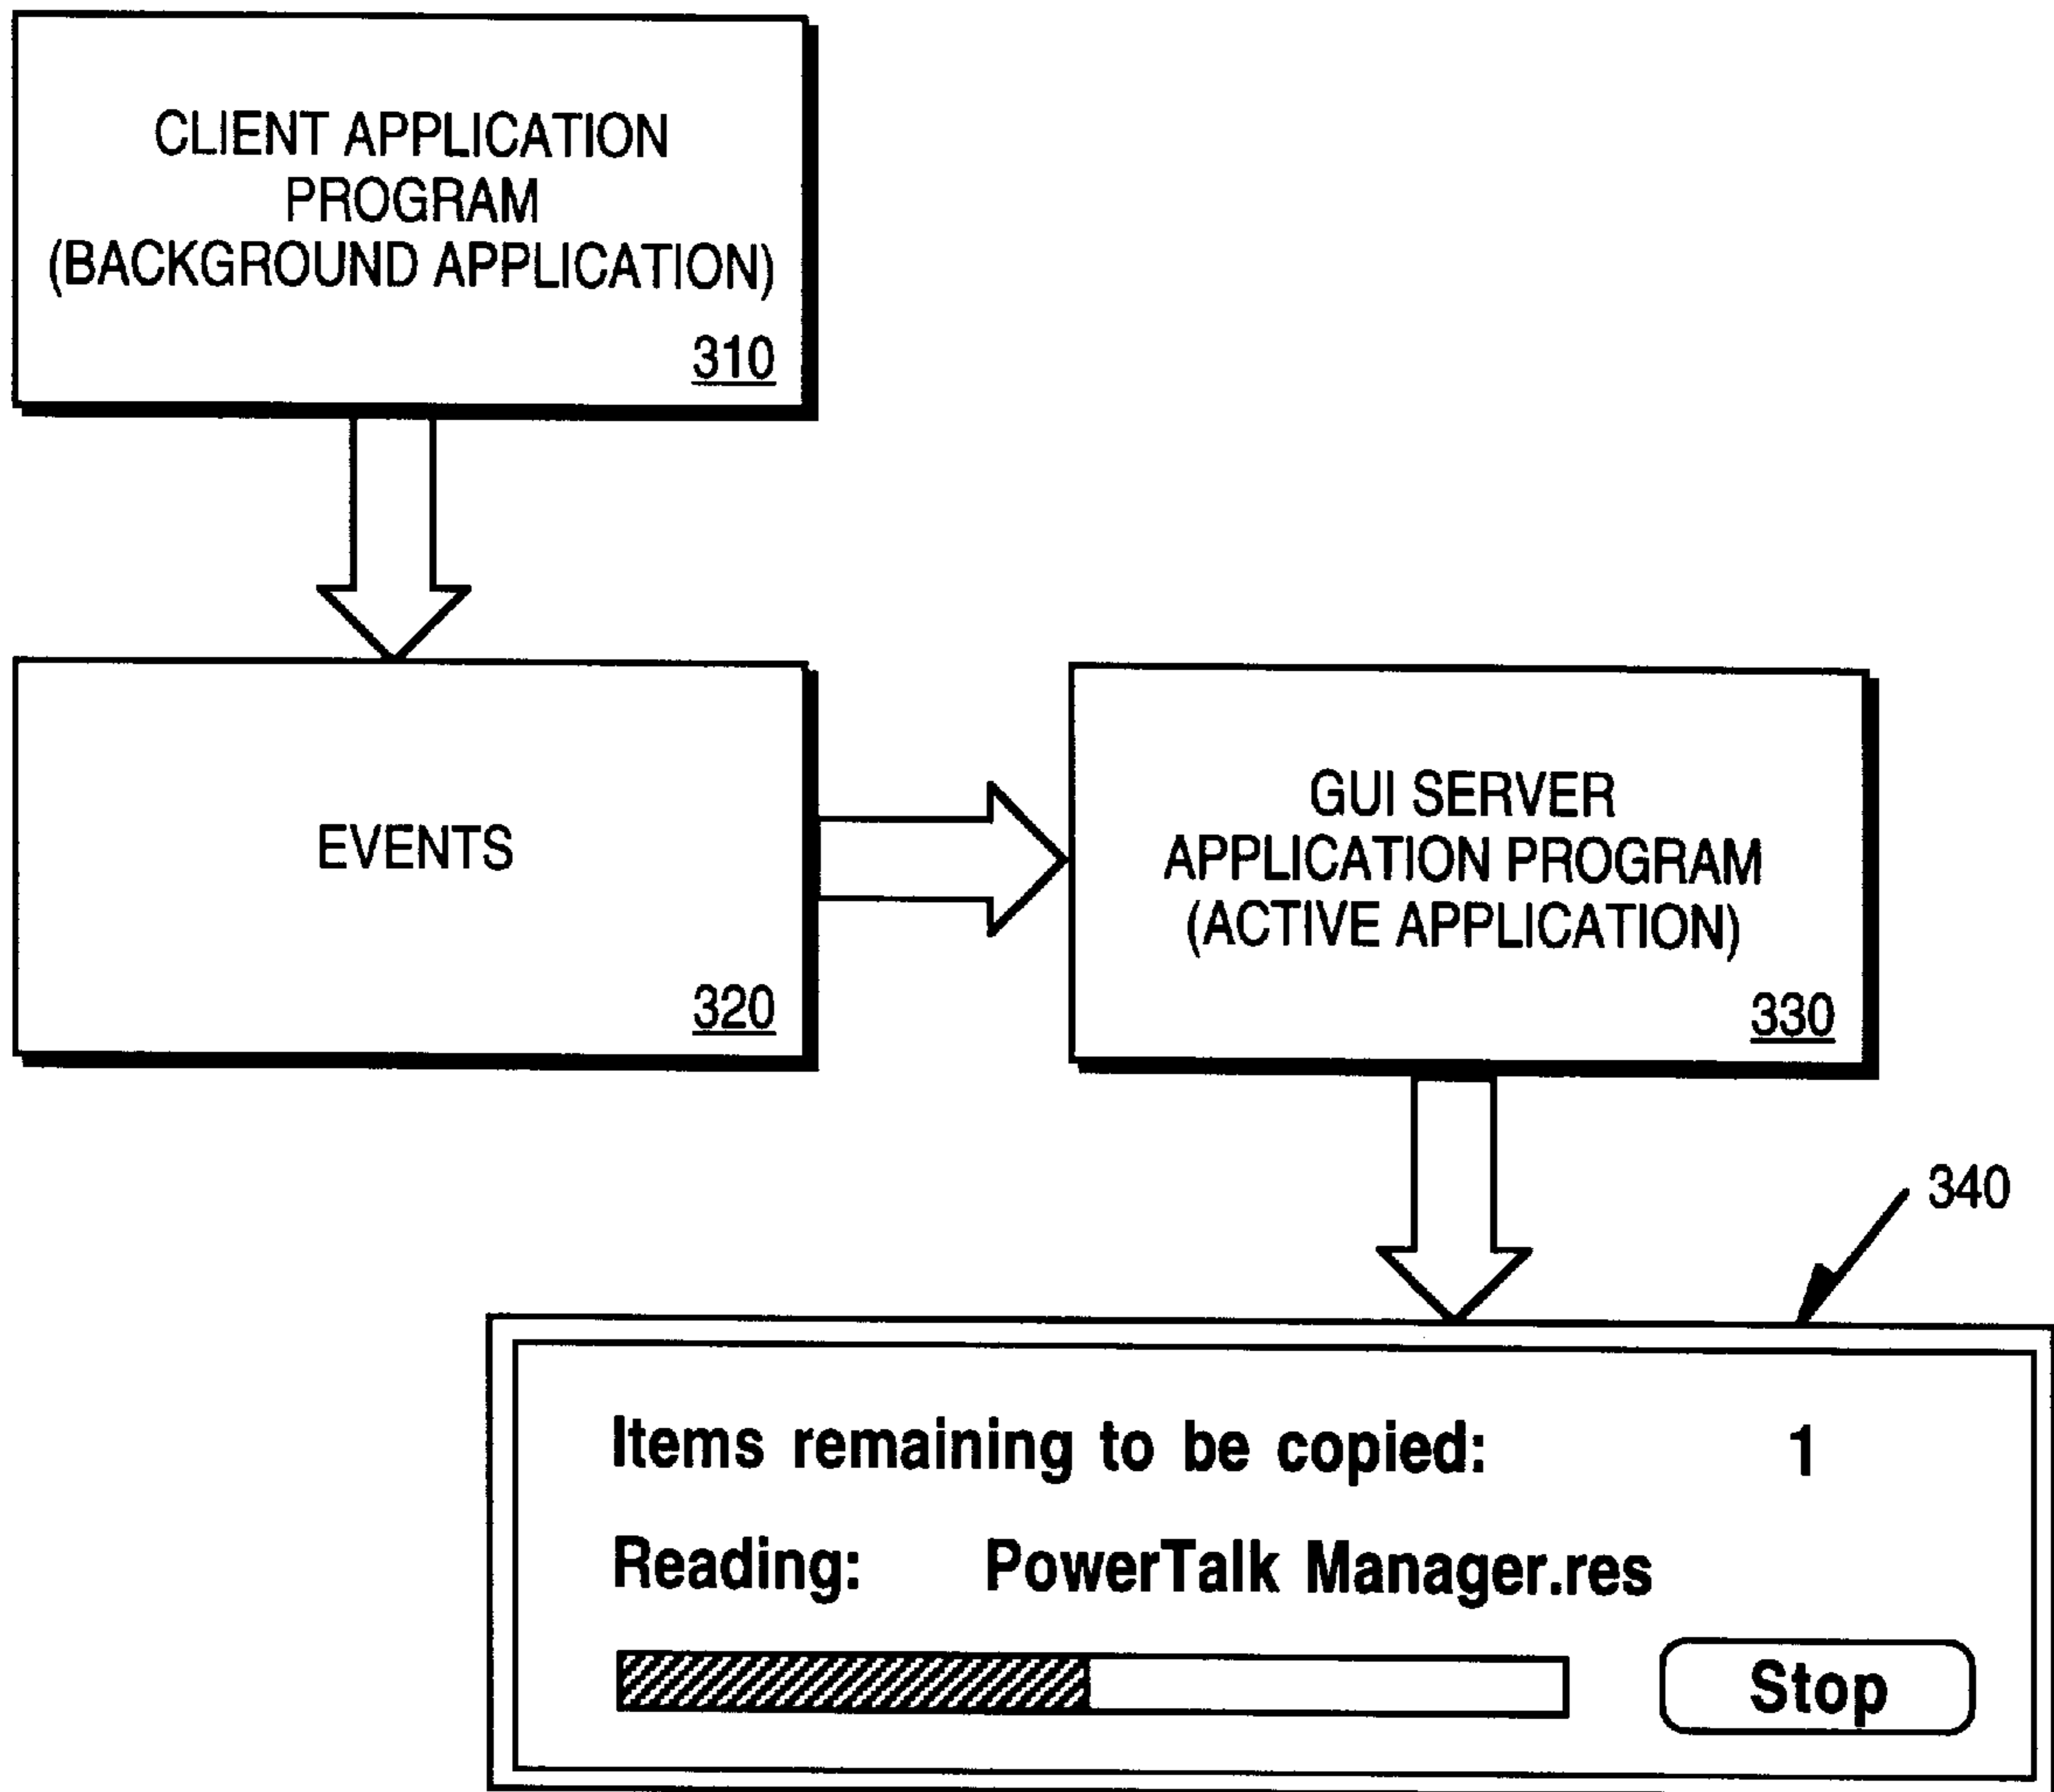 CLIENT APPLICATION
PROGRAM
(BACKGROUND APPLICATION)
310
EVENTS
320
GUI SERVER
APPLICATION PROGRAM
(ACTIVE APPLICATION)
330
340
Items remaining to be copied: 1
Reading: PowerTalk Manager.res
Stop